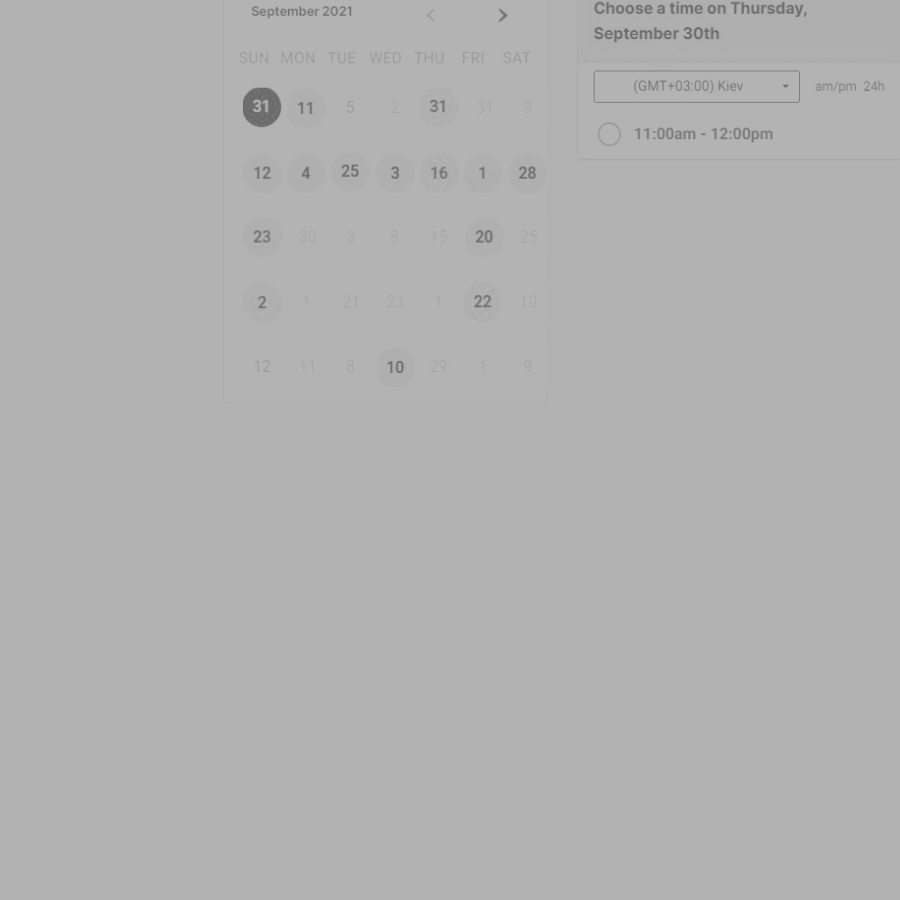 September 2021
SUN MON TUE WED THU FRI SAT
31 11 5 2 31 31 9
12 4 25 3 16 1 28
23 30 3 8 15 20 25
2 1 21 23 1 22 10
12 11 8 10 29 1 9
Choose a time on Thursday,
September 30th
(GMT+03:00) Kiev am/pm 24h
11:00am - 12:00pm